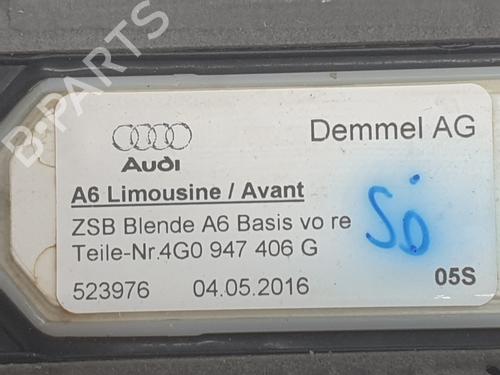 B-PARTS
Audi
Demmel AG
A6 Limousine / Avant
ZSB Blende A6 Basis vo re
Teile-Nr.4G0 947 406 G
523976 04.05.2016 05S